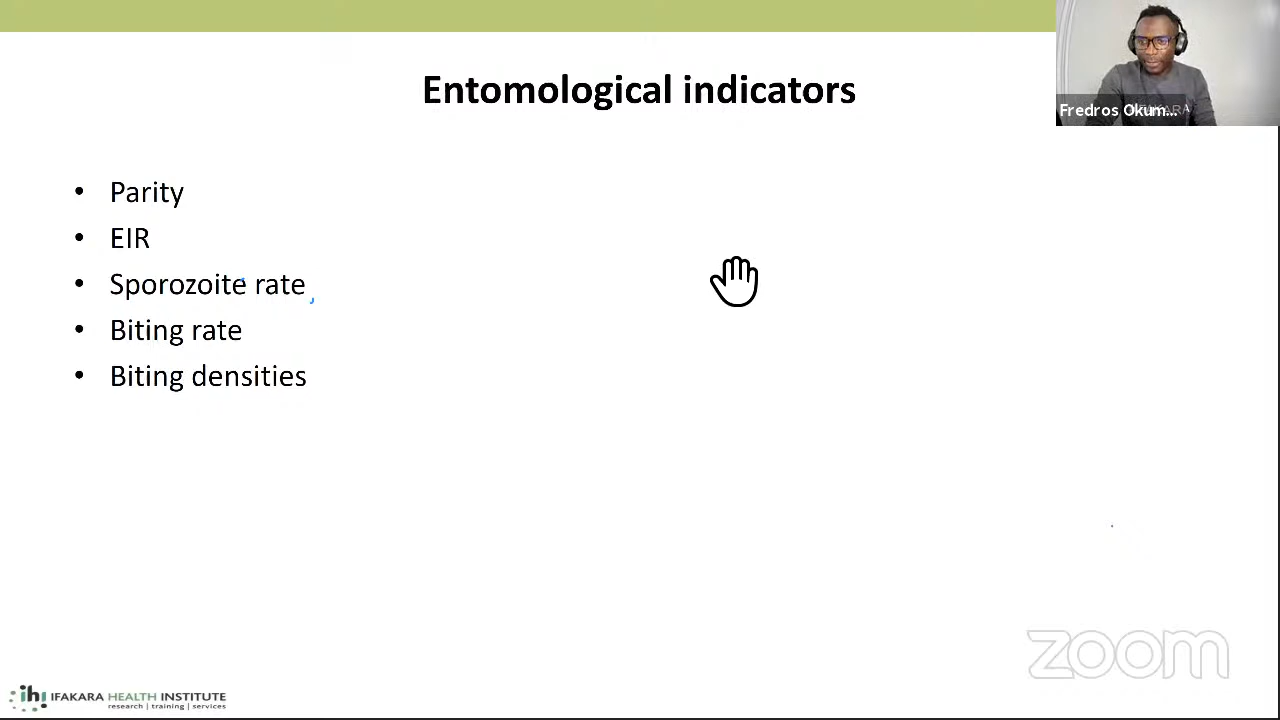 Entomological indicators
Fredros Okum...
• Parity
• EIR
• Sporozoite rate
• Biting rate
• Biting densities
zoom
ihi IFAKARA HEALTH INSTITUTE
research | training | services